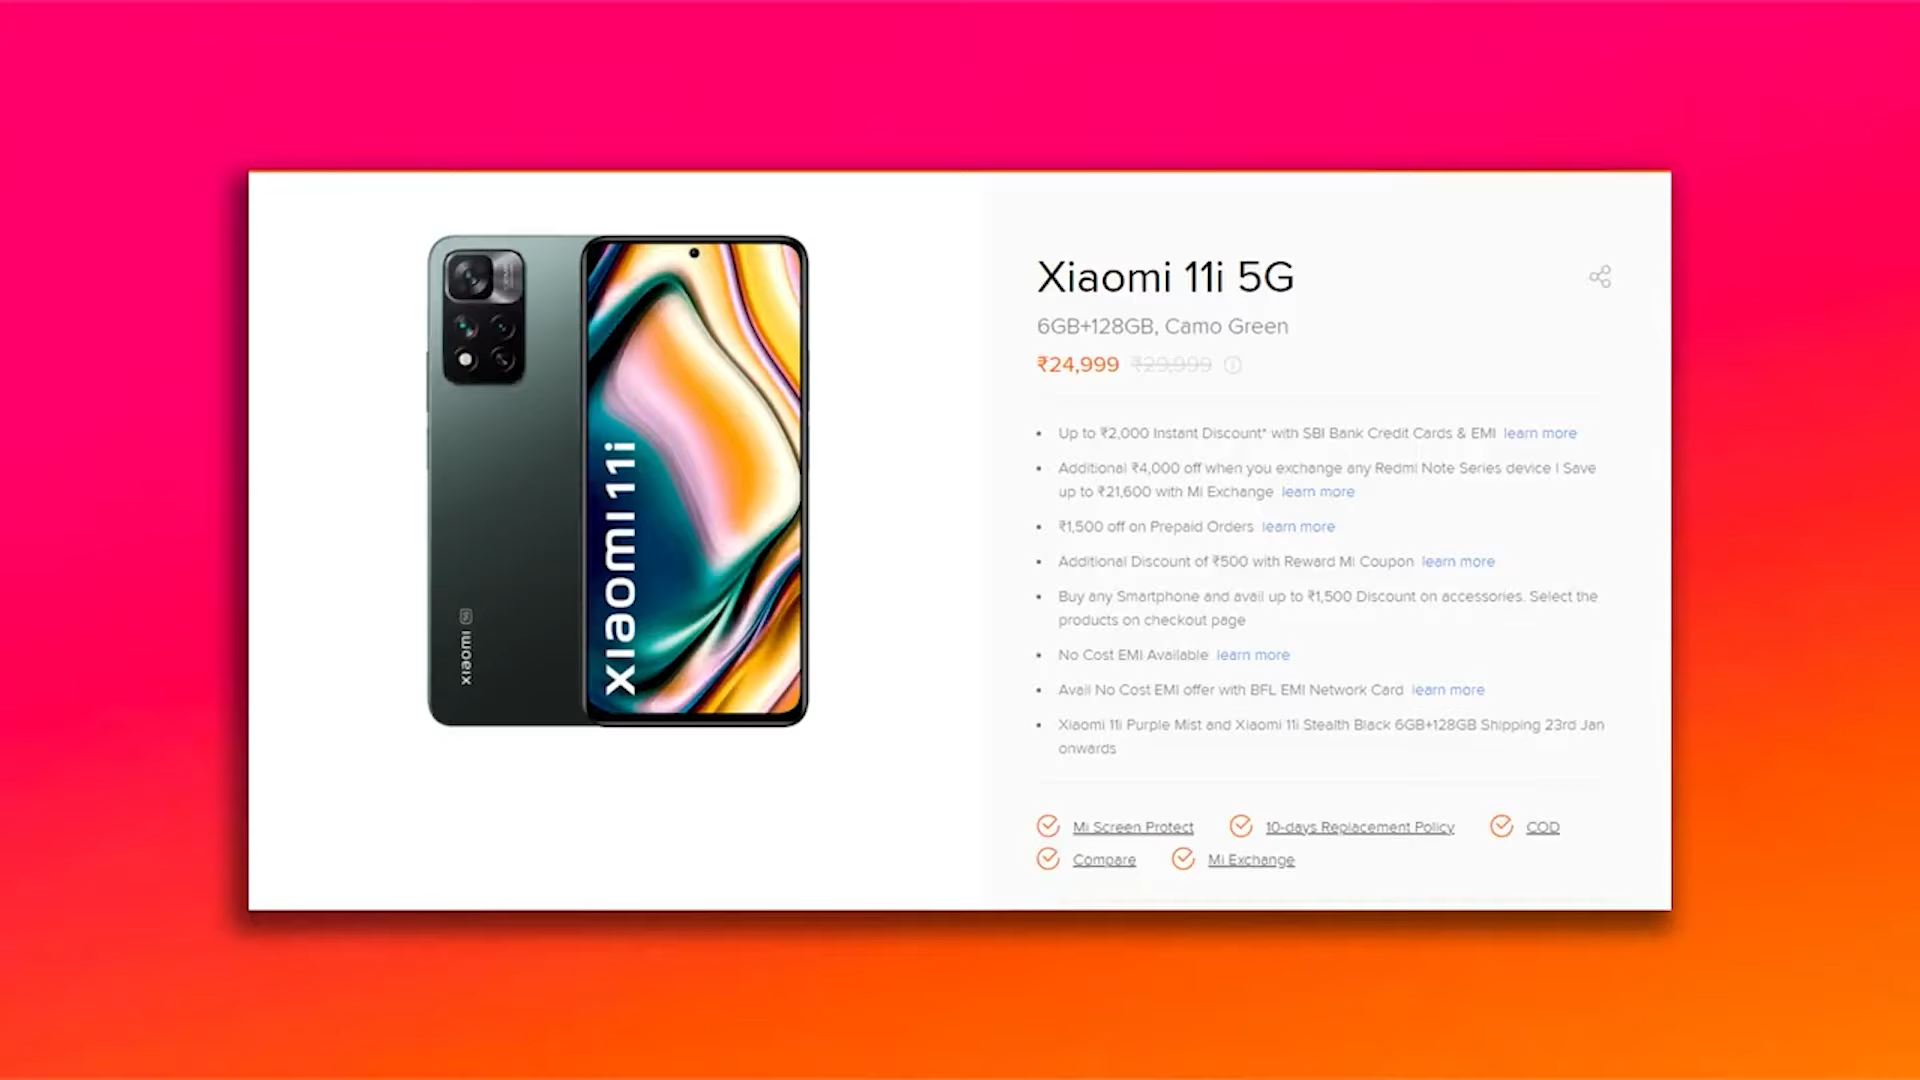 Xiaomi 11i 5G
6GB+128GB, Camo Green
₹24,999 ₹29,999
• Up to ₹2,000 Instant Discount* with SBI Bank Credit Cards & EMI learn more
• Additional ₹4,000 off when you exchange any Redmi Note Series device | Save
up to ₹21,600 with Mi Exchange learn more
• ₹1,500 off on Prepaid Orders learn more
• Additional Discount of ₹500 with Reward Mi Coupon learn more
• Buy any Smartphone and avail up to ₹1,500 Discount on accessories. Select the
products on checkout page
• No Cost EMI Available learn more
• Avail No Cost EMI offer with BFL EMI Network Card learn more
• Xiaomi 11i Purple Mist and Xiaomi 11i Stealth Black 6GB+128GB Shipping 23rd Jan
onwards
Mi Screen Protect 10-days Replacement Policy COD
Compare Mi Exchange
xiaomi 5G
xiaomi 11i